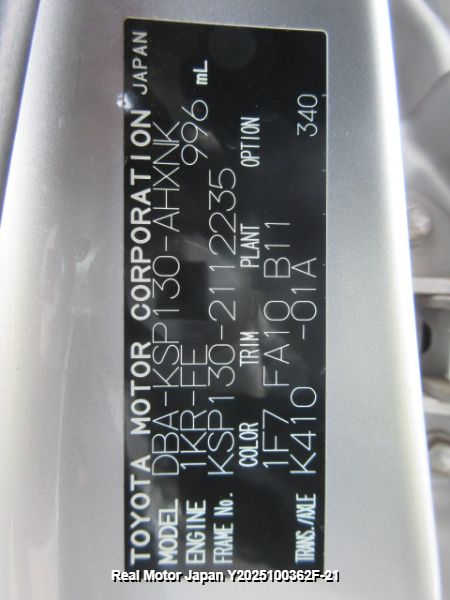 TOYOTA MOTOR CORPORATION JAPAN
MODEL DBA-KSP130-AHXNK
ENGINE 1KR-FE 996 mL
FRAME No. KSP130-2112235
COLOR TRIM PLANT OPTION
1F7 FA10 B11
TRANS./AXLE K410 -01A 340
Real Motor Japan Y2025100362F-21